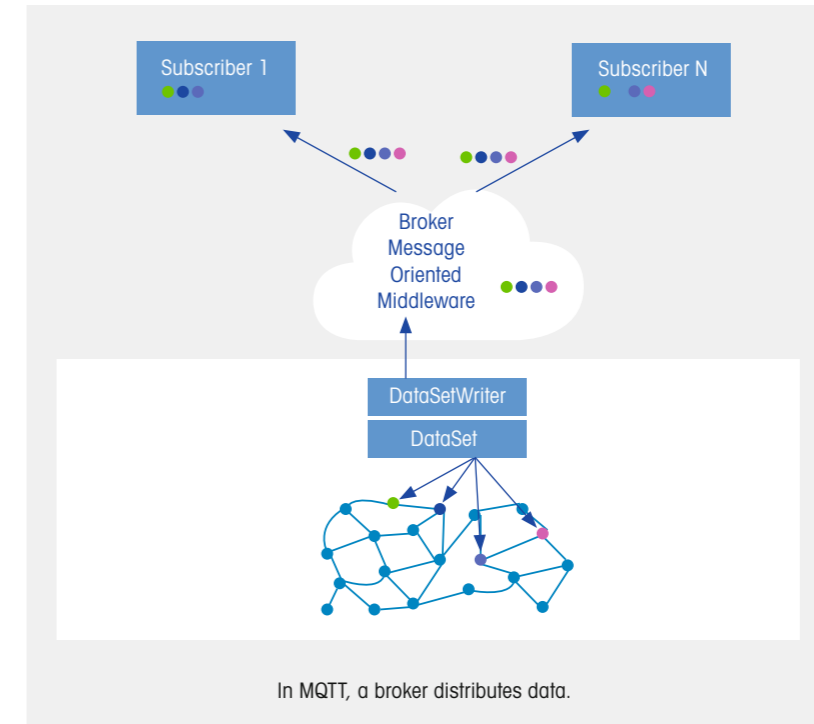 Subscriber 1
Subscriber N
Broker
Message
Oriented
Middleware
DataSetWriter
DataSet
In MQTT, a broker distributes data.